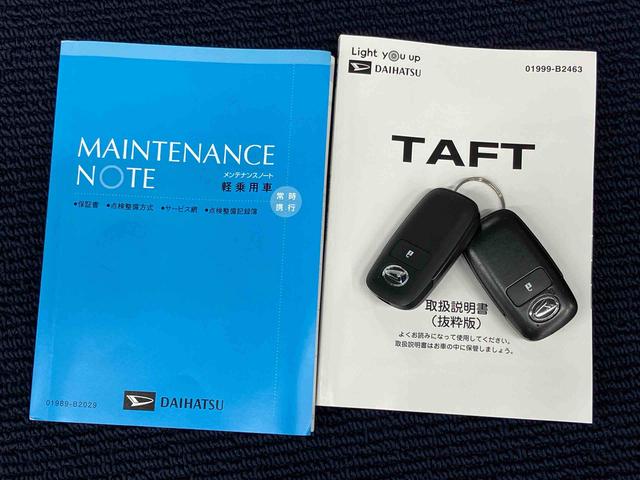 MAINTENANCE
NOTE
メンテナンスノート
軽乗用車
常時
携行
●保証書 ●点検整備方式 ●サービス網 ●点検整備記録簿
01989-B2029
DAIHATSU
Light you up
DAIHATSU
01999-B2463
TAFT
取扱説明書
(抜粋版)
よくお読みになって使用してください。
取扱説明書はお車の中に保管しましょう。